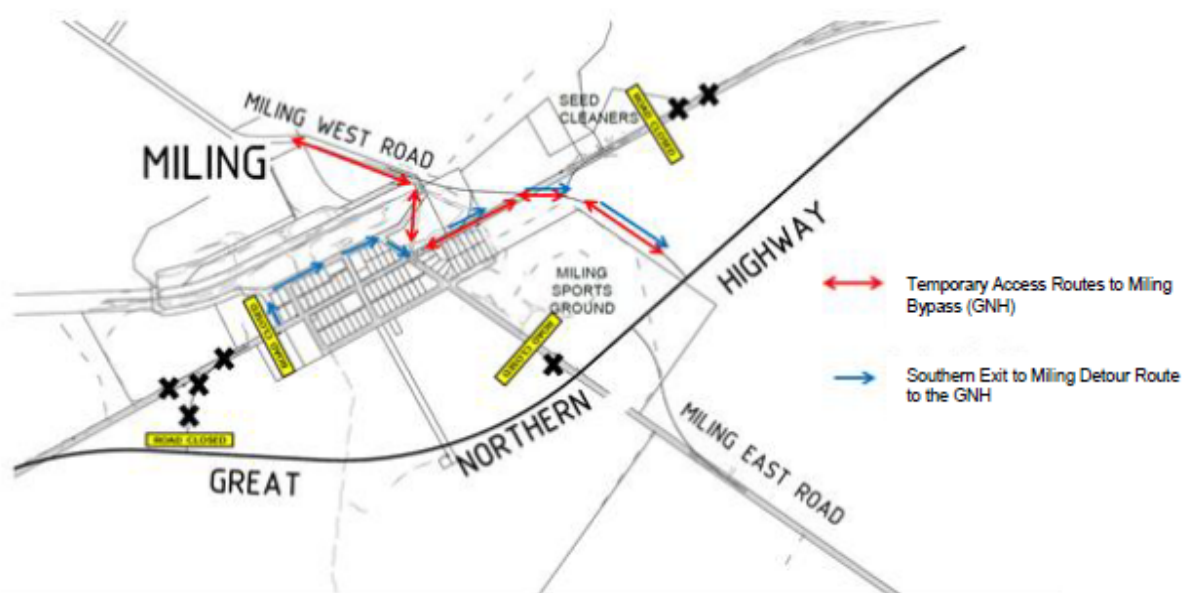 SEED
CLEANERS
ROAD CLOSED
MILING WEST ROAD
MILING
HIGHWAY
MILING
SPORTS
GROUND
Temporary Access Routes to Miling
Bypass (GNH)
ROAD CLOSED
ROAD CLOSED
Southern Exit to Miling Detour Route
to the GNH
ROAD CLOSED
NORTHERN
GREAT
MILING EAST ROAD